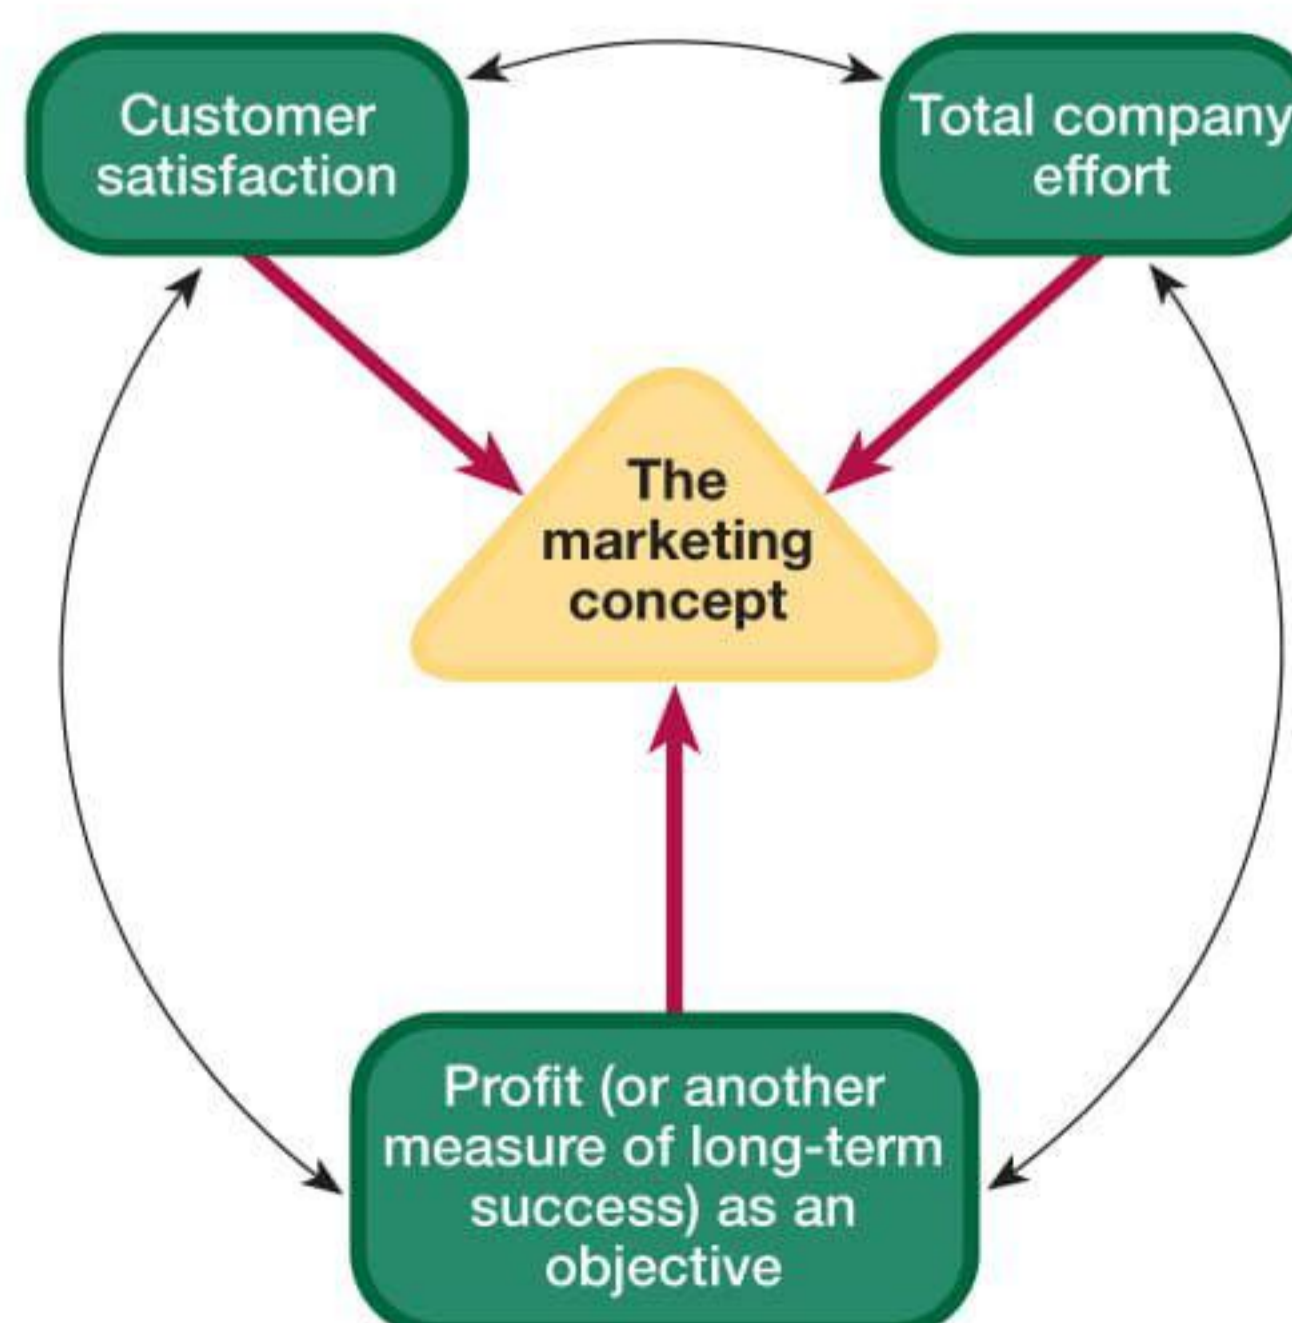 Customer
satisfaction
Total company
effort
The
marketing
concept
Profit (or another
measure of long-term
success) as an
objective